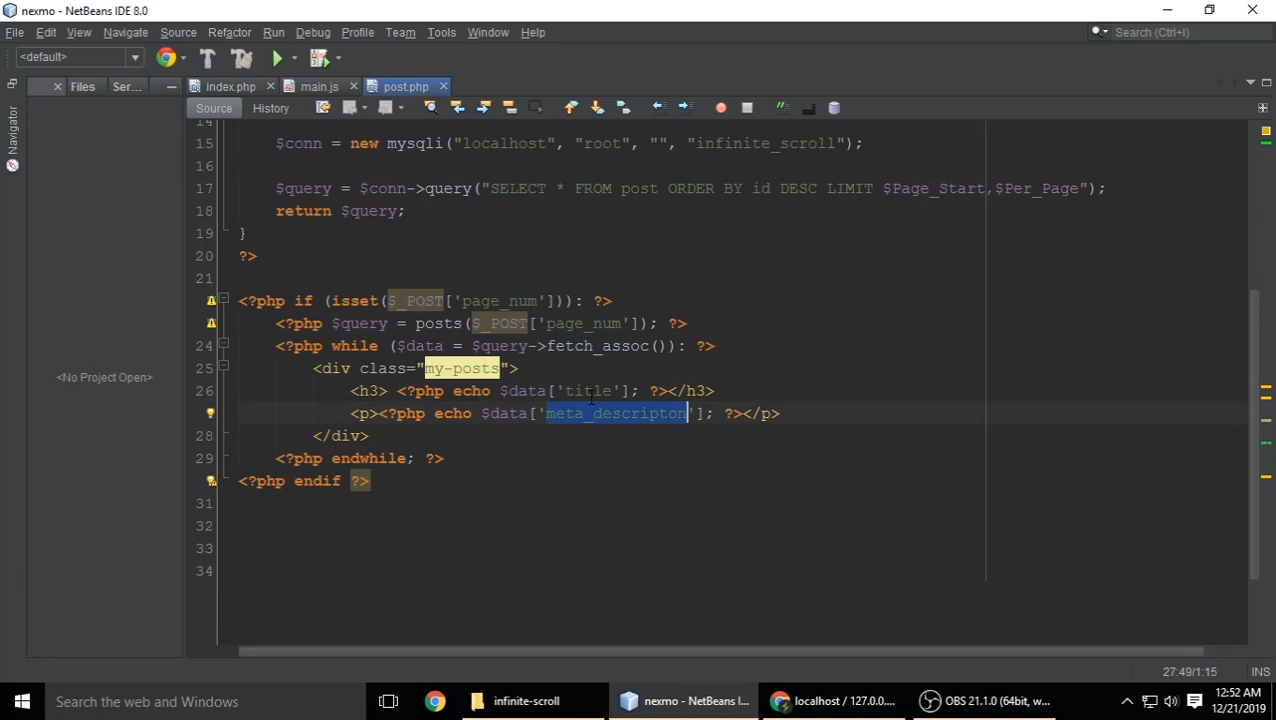 nexmo - NetBeans IDE 8.0
File Edit View Navigate Source Refactor Run Debug Profile Team Tools Window Help
Search (Ctrl+I)
<default>
Files Ser...
index.php main.js post.php
Source History
Navigator
<No Project Open>
14
15 $conn = new mysqli("localhost", "root", "", "infinite_scroll");
16
17 $query = $conn->query("SELECT * FROM post ORDER BY id DESC LIMIT $Page_Start,$Per_Page");
18 return $query;
19 }
20 ?>
21
<?php if (isset($_POST['page_num'])): ?>
<?php $query = posts($_POST['page_num']); ?>
24 <?php while ($data = $query->fetch_assoc()): ?>
25 <div class="my-posts">
26 <h3> <?php echo $data['title']; ?></h3>
<p><?php echo $data['meta_descripton']; ?></p>
28 </div>
29 <?php endwhile; ?>
<?php endif ?>
31
32
33
34
27:49/1:15 INS
Search the web and Windows
infinite-scroll
nexmo - NetBeans I...
localhost / 127.0.0....
OBS 21.1.0 (64bit, w...
12:52 AM
12/21/2019